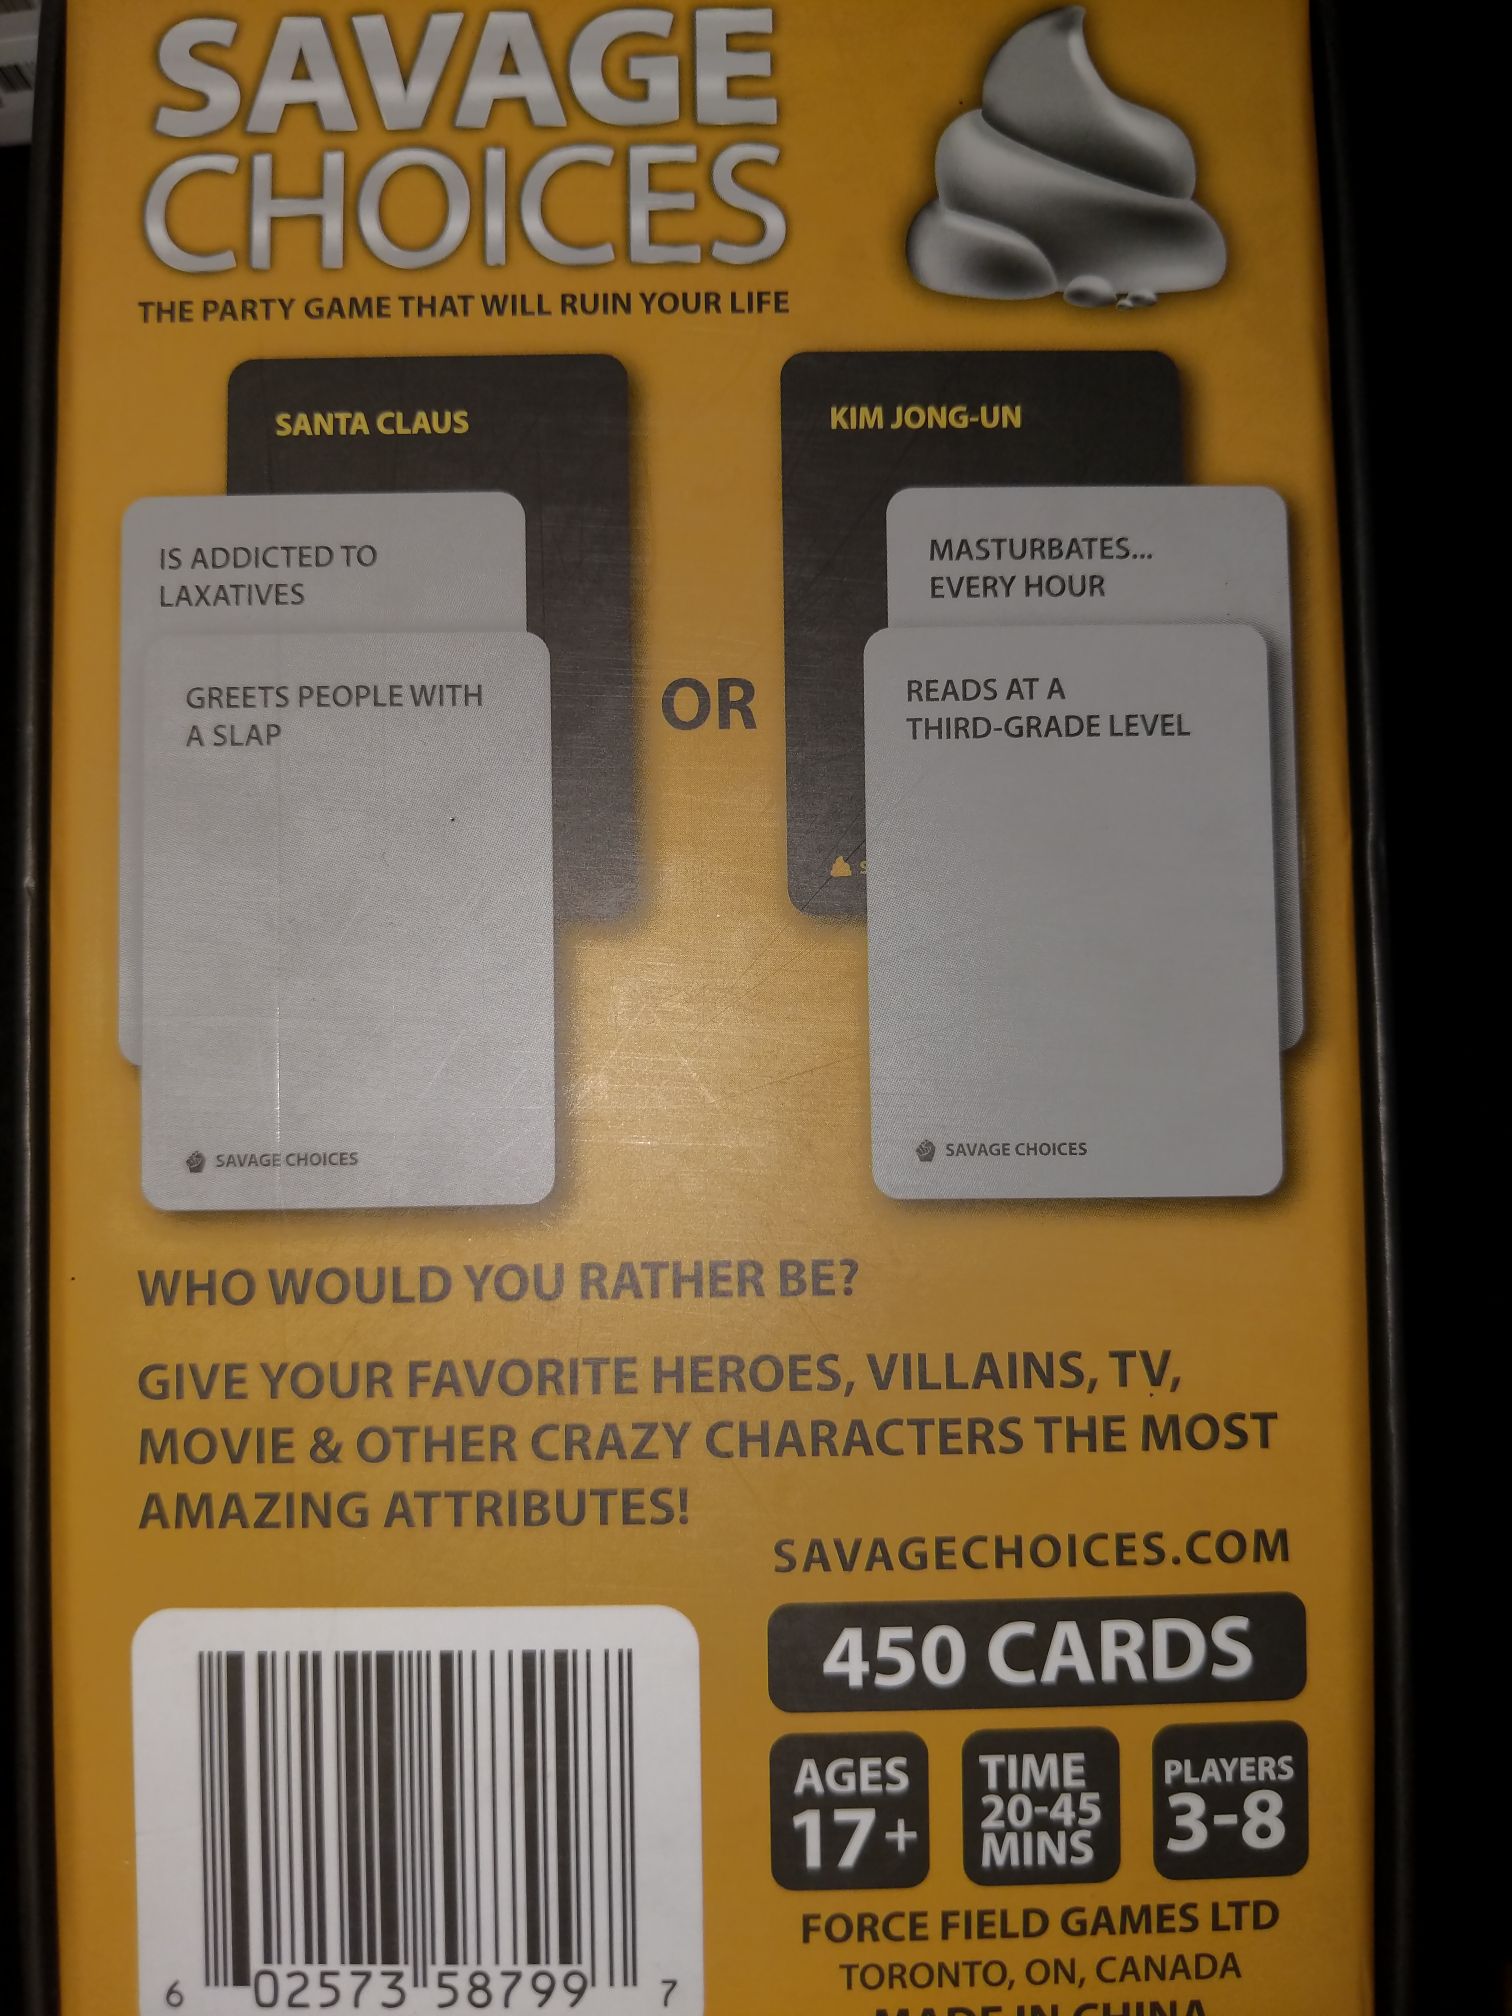 SAVAGE
CHOICES
THE PARTY GAME THAT WILL RUIN YOUR LIFE
SANTA CLAUS
IS ADDICTED TO
LAXATIVES
GREETS PEOPLE WITH
A SLAP
SAVAGE CHOICES
OR
KIM JONG-UN
MASTURBATES...
EVERY HOUR
READS AT A
THIRD-GRADE LEVEL
S
SAVAGE CHOICES
WHO WOULD YOU RATHER BE?
GIVE YOUR FAVORITE HEROES, VILLAINS, TV,
MOVIE & OTHER CRAZY CHARACTERS THE MOST
AMAZING ATTRIBUTES!
SAVAGECHOICES.COM
450 CARDS
AGES
17+
TIME
20-45
MINS
PLAYERS
3-8
FORCE FIELD GAMES LTD
TORONTO, ON, CANADA
MADE IN CHINA
6 02573 58799 7